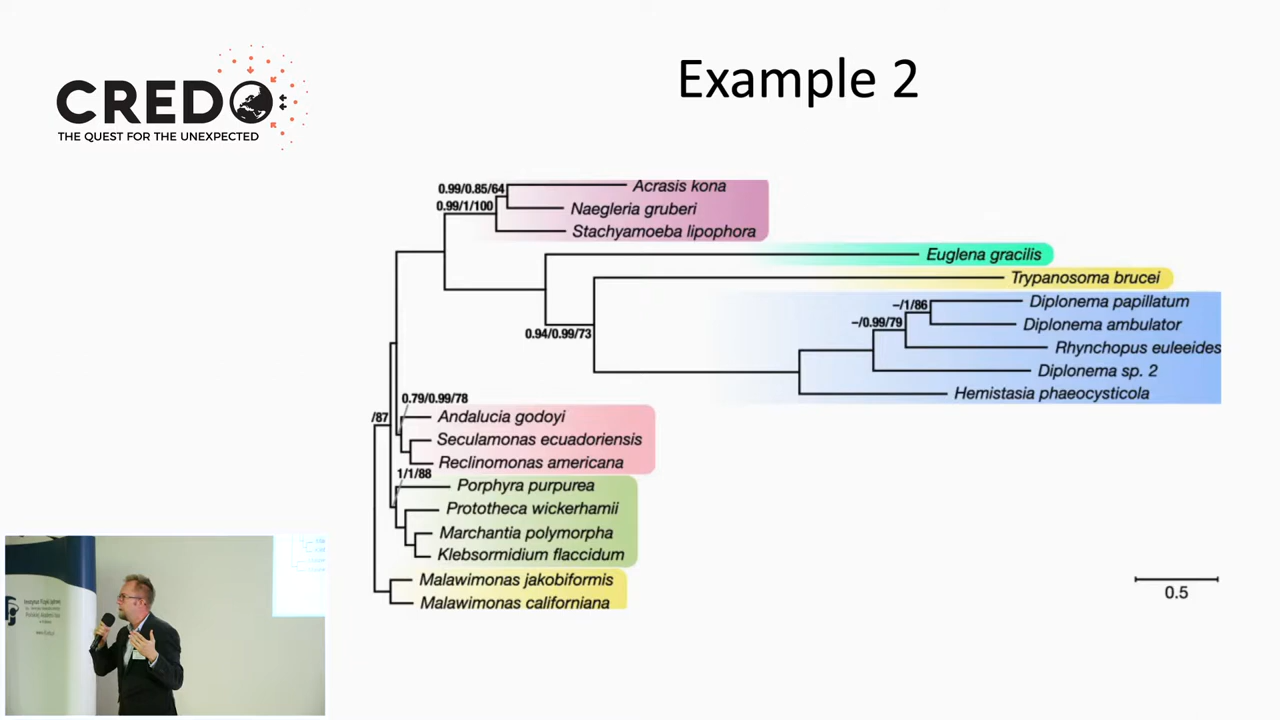 CREDO
THE QUEST FOR THE UNEXPECTED
Example 2
0.99/0.85/64
Acrasis kona
0.99/1/100
Naegleria gruberi
Stachyamoeba lipophora
Euglena gracilis
Trypanosoma brucei
–/1/86
Diplonema papillatum
–/0.99/79
Diplonema ambulator
0.94/0.99/73
Rhynchopus euleeides
Diplonema sp. 2
Hemistasia phaeocysticola
0.79/0.99/78
/87
Andalucia godoyi
Seculamonas ecuadoriensis
Reclinomonas americana
1/1/88
Porphyra purpurea
Prototheca wickerhamii
Marchantia polymorpha
Klebsormidium flaccidum
Malawimonas jakobiformis
Malawimonas californiana
0.5